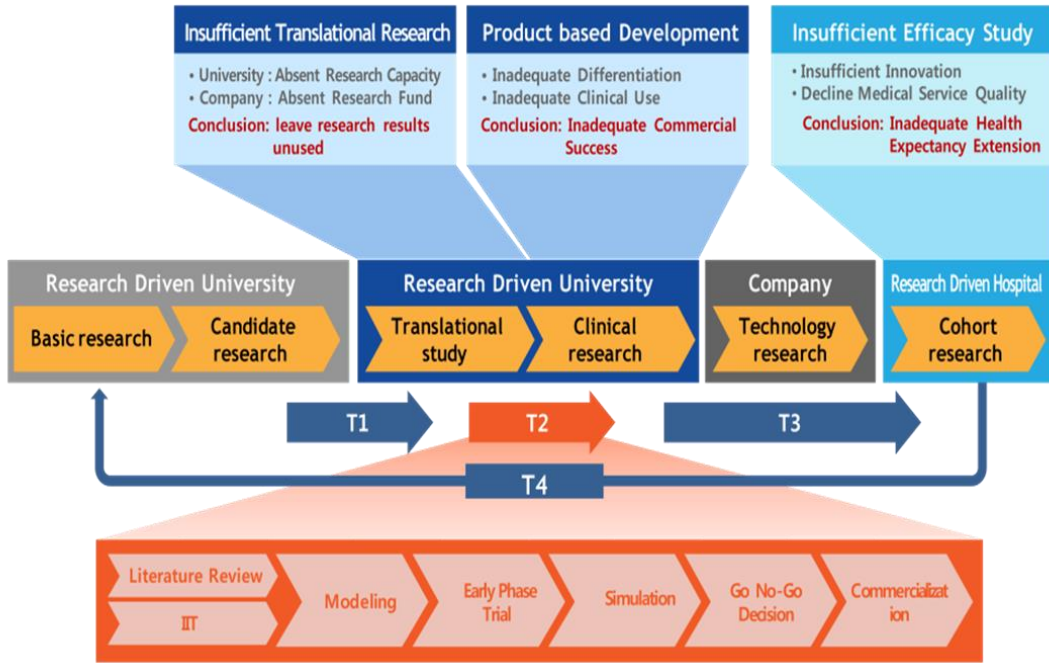 Insufficient Translational Research
• University : Absent Research Capacity
• Company : Absent Research Fund
Conclusion: leave research results
unused
Product based Development
• Inadequate Differentiation
• Inadequate Clinical Use
Conclusion: Inadequate Commercial
Success
Insufficient Efficacy Study
• Insufficient Innovation
• Decline Medical Service Quality
Conclusion: Inadequate Health
Expectancy Extension
Research Driven University
Basic research
Candidate
research
Research Driven University
Translational
study
Clinical
research
Company
Technology
research
Research Driven Hospital
Cohort
research
T1
T2
T3
T4
Literature Review
IIT
Modeling
Early Phase
Trial
Simulation
Go No-Go
Decision
Commercializat
ion